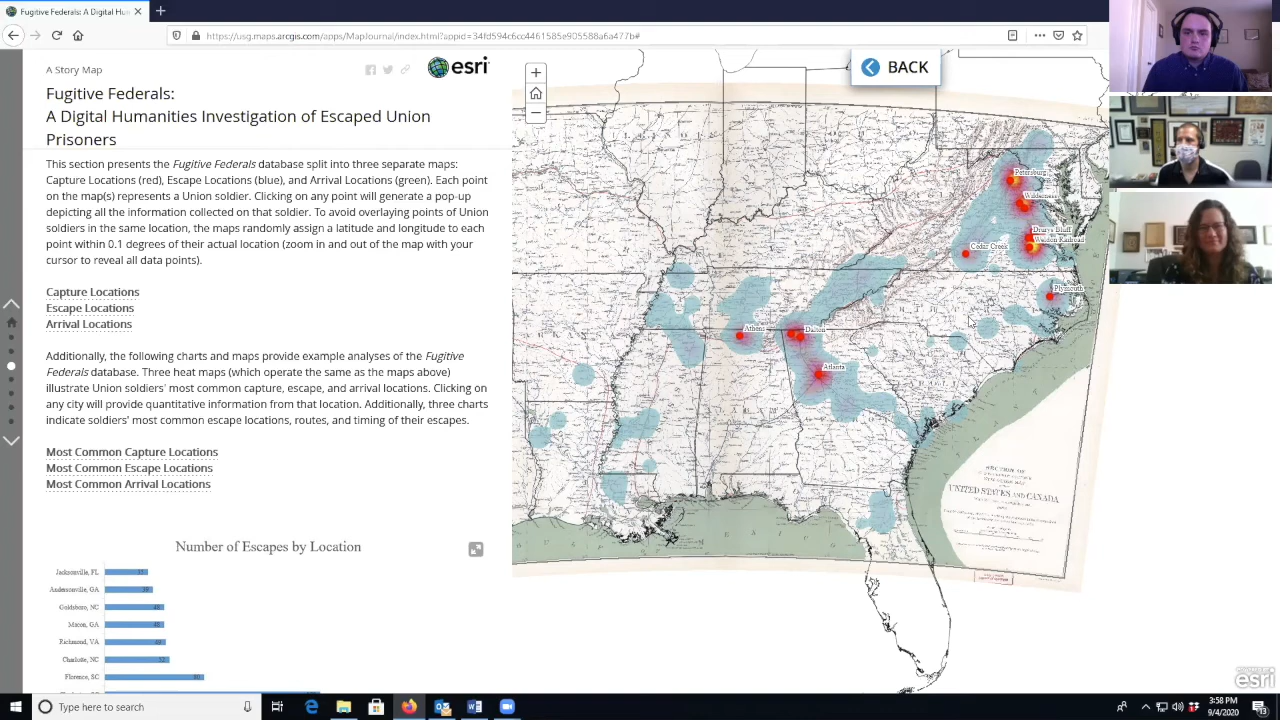 Fugitive Federals: A Digital Hum
https://usg.maps.arcgis.com/apps/MapJournal/index.html?appid=34fd594c6cc4461585e905588a6a477b#
A Story Map
esri
Fugitive Federals:
A Digital Humanities Investigation of Escaped Union
Prisoners
This section presents the Fugitive Federals database split into three separate maps:
Capture Locations (red), Escape Locations (blue), and Arrival Locations (green). Each point
on the map(s) represents a Union soldier. Clicking on any point will generate a pop-up
depicting all the information collected on that soldier. To avoid overlaying points of Union
soldiers in the same location, the maps randomly assign a latitude and longitude to each
point within 0.1 degrees of their actual location (zoom in and out of the map with your
cursor to reveal all data points).
Capture Locations
Escape Locations
Arrival Locations
Additionally, the following charts and maps provide example analyses of the Fugitive
Federals database. Three heat maps (which operate the same as the maps above)
illustrate Union soldiers' most common capture, escape, and arrival locations. Clicking on
any city will provide quantitative information from that location. Additionally, three charts
indicate soldiers' most common escape locations, routes, and timing of their escapes.
Most Common Capture Locations
Most Common Escape Locations
Most Common Arrival Locations
Number of Escapes by Location
Jacksonville, FL
Andersonville, GA
Goldsboro, NC
Macon, GA
Richmond, VA
Charlotte, NC
Florence, SC
BACK
Petersburg
Wilderness
Drurys Bluff
Weldon Railroad
Cedar Creek
Plymouth
Athens
Dalton
Atlanta
SECTION OF
UNITED STATES AND CANADA
esri
Type here to search
3:58 PM
9/4/2020